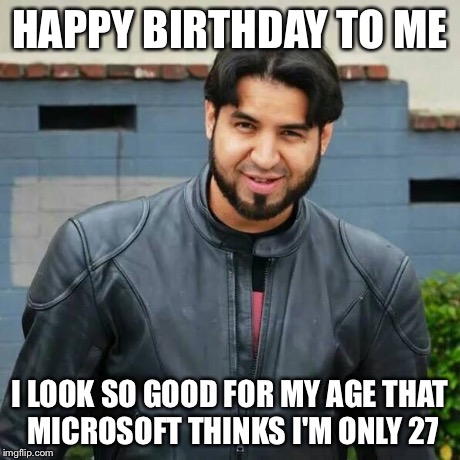 HAPPY BIRTHDAY TO ME
I LOOK SO GOOD FOR MY AGE THAT
MICROSOFT THINKS I'M ONLY 27
imgflip.com